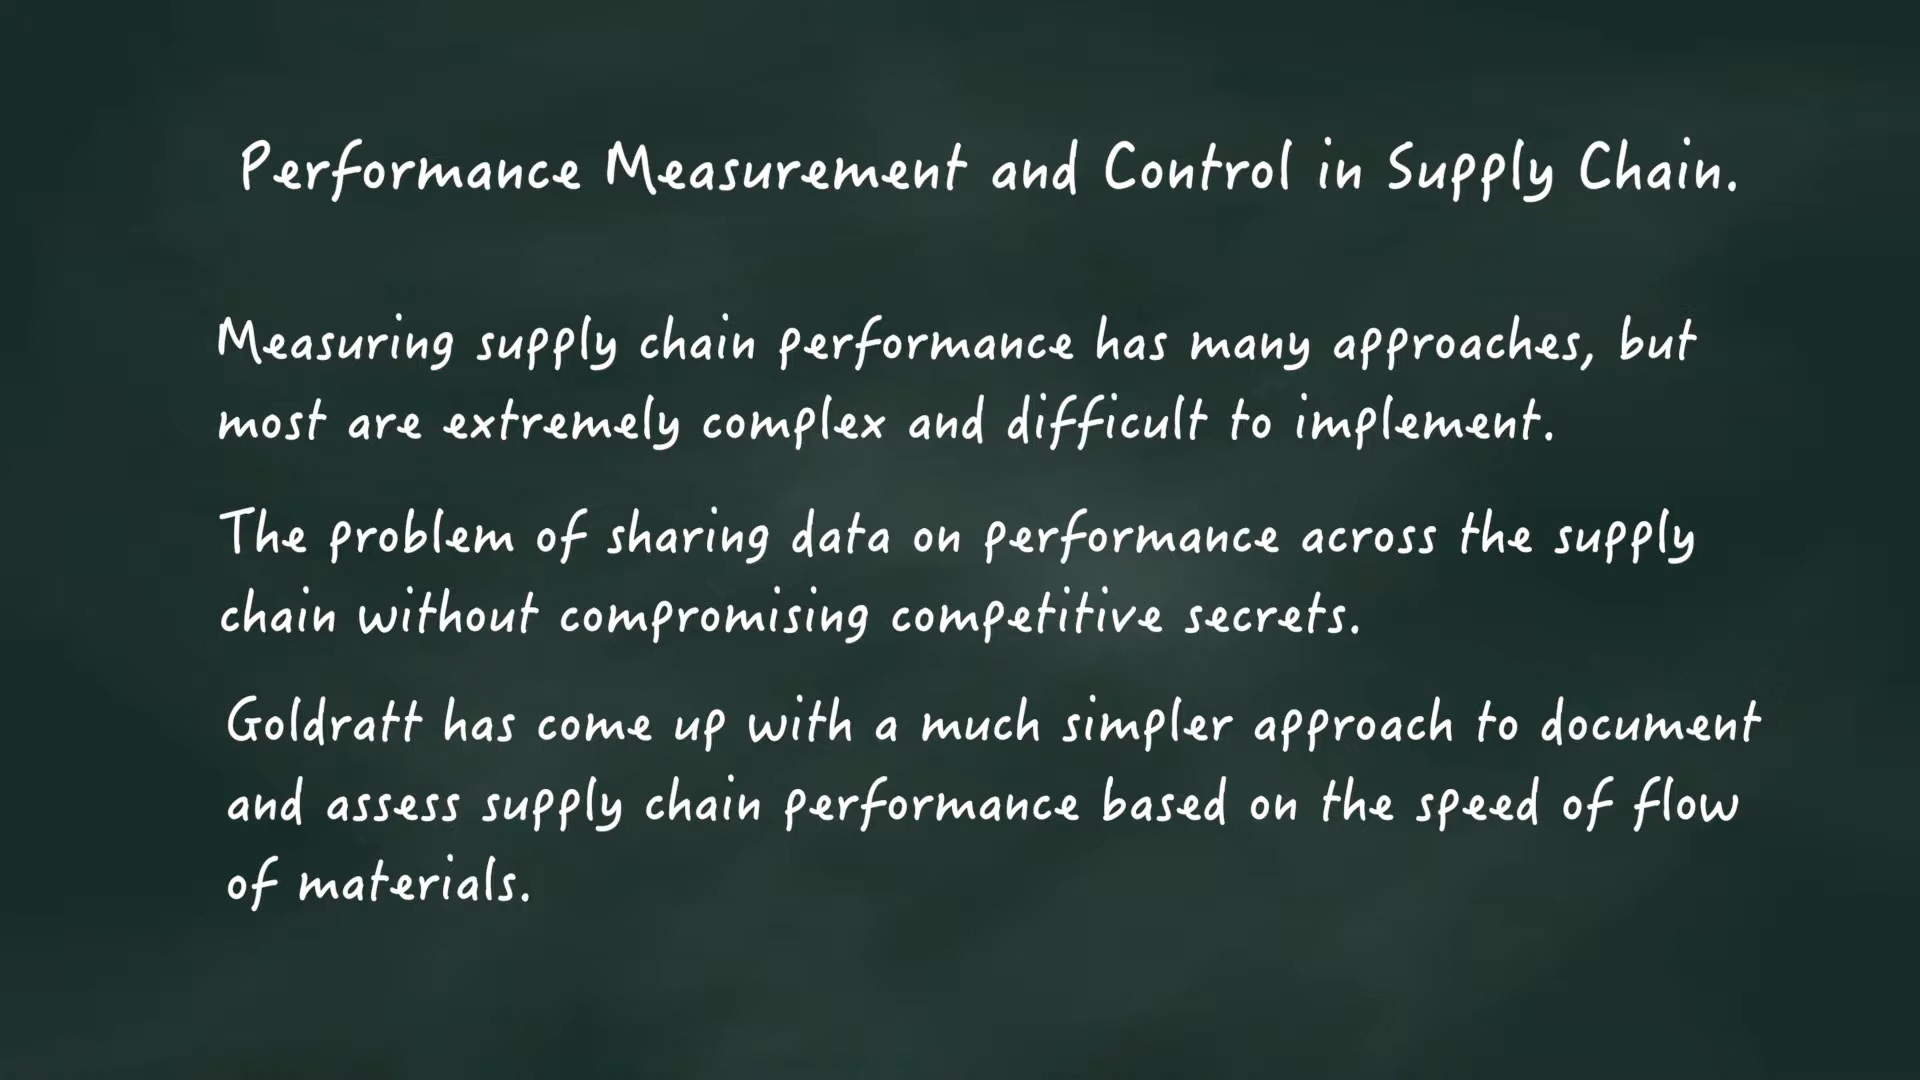 Performance Measurement and Control in Supply Chain.
Measuring supply chain performance has many approaches, but
most are extremely complex and difficult to implement.
The problem of sharing data on performance across the supply
chain without compromising competitive secrets.
Goldratt has come up with a much simpler approach to document
and assess supply chain performance based on the speed of flow
of materials.